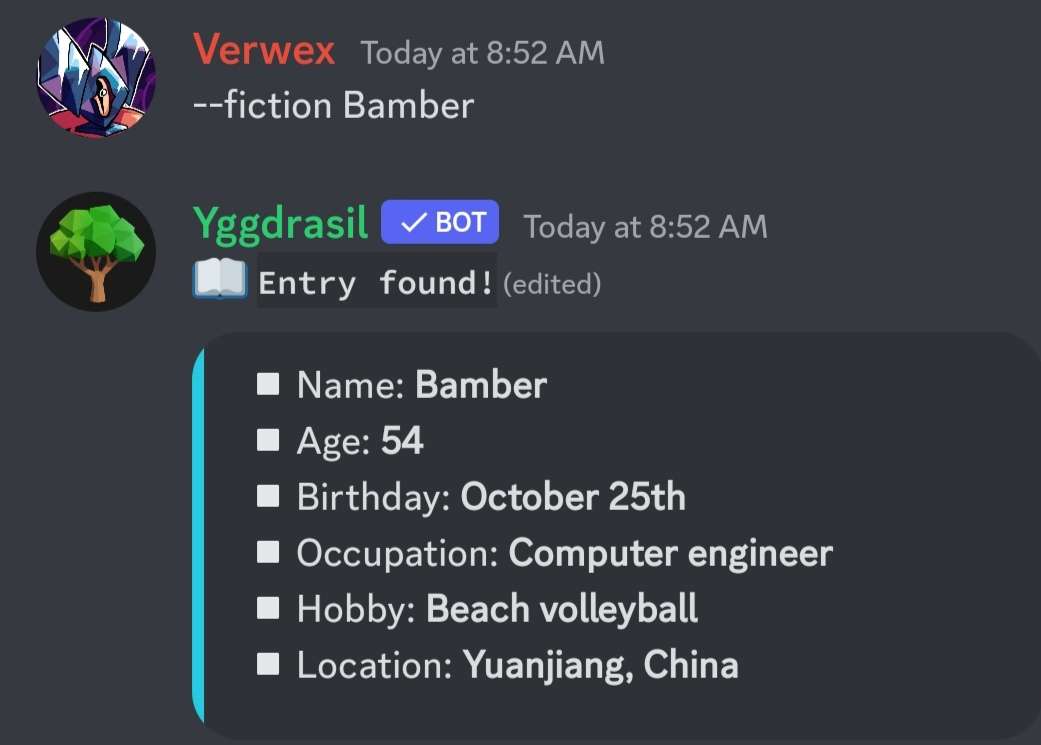 Verwex Today at 8:52 AM
--fiction Bamber
Yggdrasil ✓ BOT Today at 8:52 AM
📖 Entry found! (edited)
■ Name: Bamber
■ Age: 54
■ Birthday: October 25th
■ Occupation: Computer engineer
■ Hobby: Beach volleyball
■ Location: Yuanjiang, China